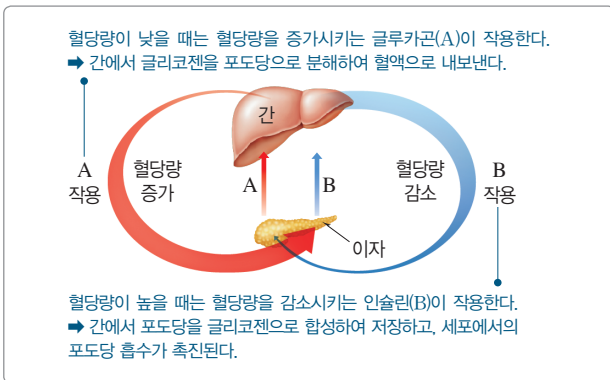 혈당량이 낮을 때는 혈당량을 증가시키는 글루카곤(A)이 작용한다.
➡ 간에서 글리코젠을 포도당으로 분해하여 혈액으로 내보낸다.
간
A
작용
혈당량
증가
A
B
혈당량
감소
B
작용
이자
혈당량이 높을 때는 혈당량을 감소시키는 인슐린(B)이 작용한다.
➡ 간에서 포도당을 글리코젠으로 합성하여 저장하고, 세포에서의
포도당 흡수가 촉진된다.